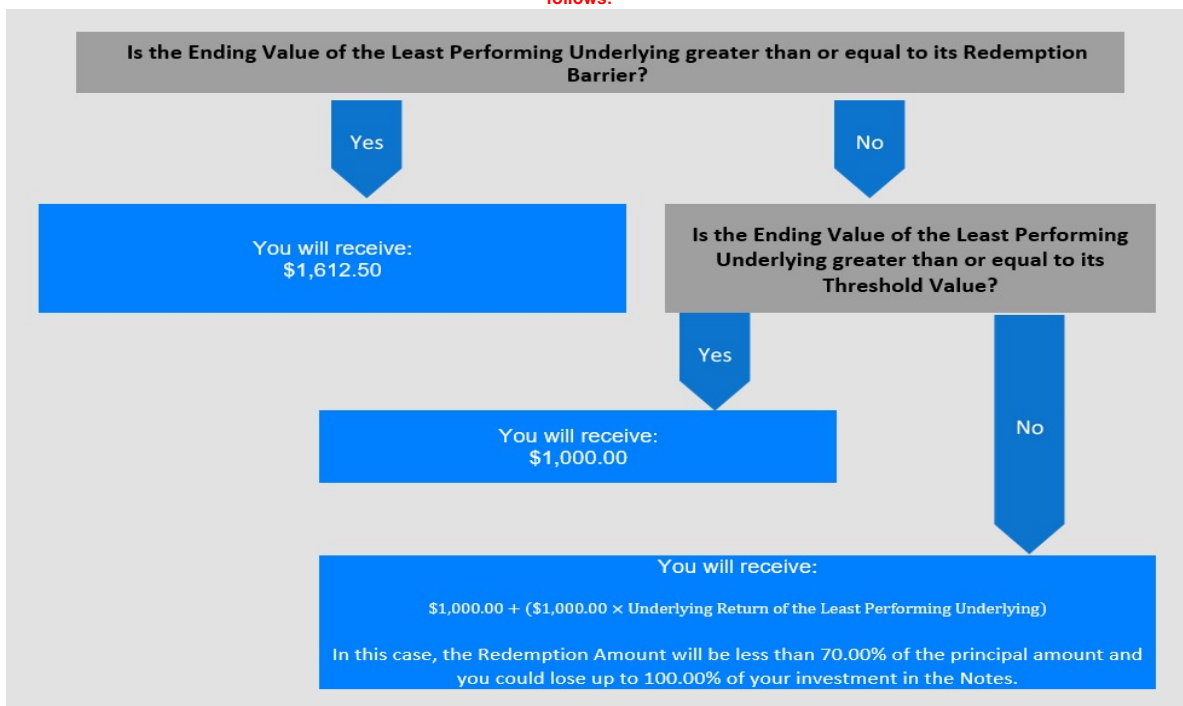 follows:
Is the Ending Value of the Least Performing Underlying greater than or equal to its Redemption
Barrier?
Yes
No
You will receive:
$1,612.50
Is the Ending Value of the Least Performing
Underlying greater than or equal to its
Threshold Value?
Yes
No
You will receive:
$1,000.00
You will receive:
$1,000.00 + ($1,000.00 × Underlying Return of the Least Performing Underlying)
In this case, the Redemption Amount will be less than 70.00% of the principal amount and
you could lose up to 100.00% of your investment in the Notes.